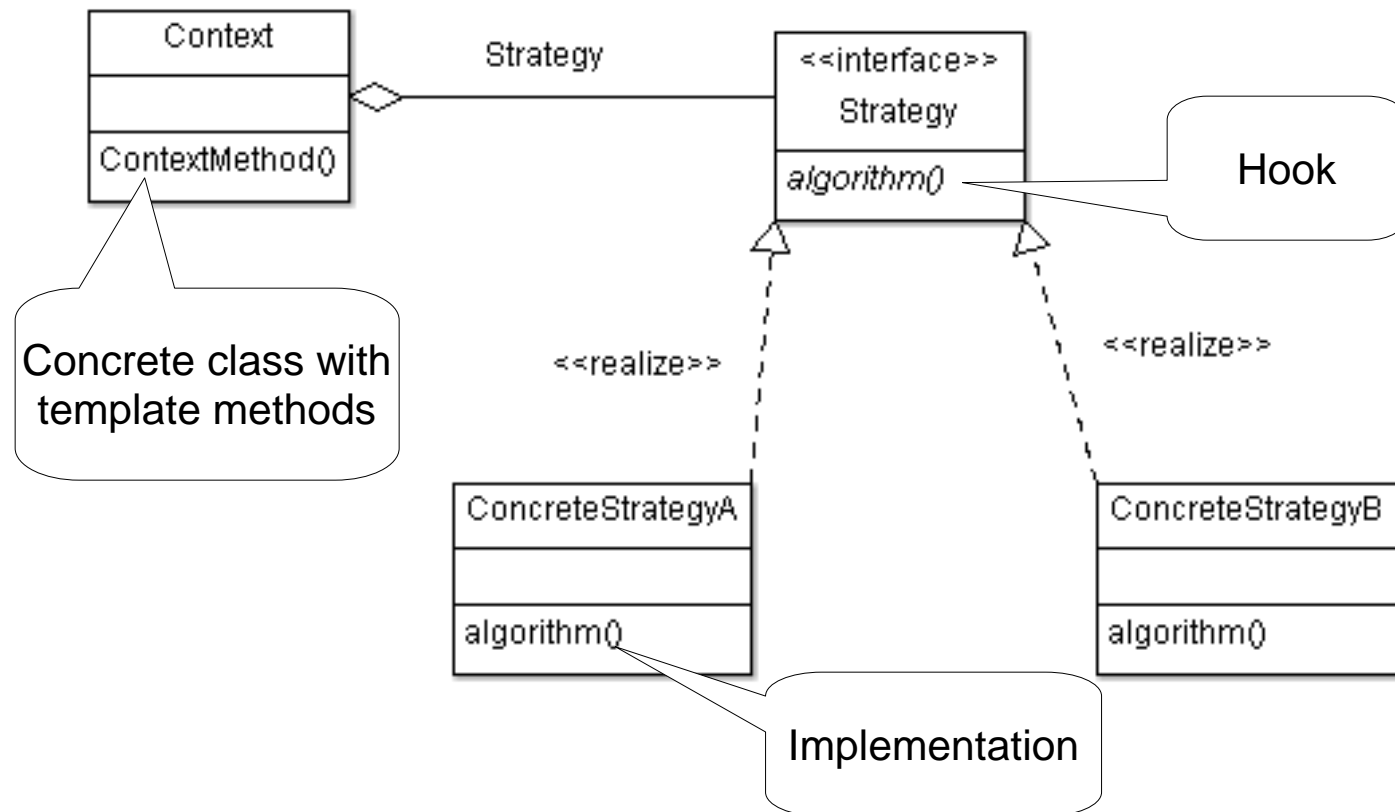 Context
ContextMethod()
Strategy
<<interface>>
Strategy
algorithm()
Hook
Concrete class with
template methods
<<realize>>
<<realize>>
ConcreteStrategyA
algorithm()
ConcreteStrategyB
algorithm()
Implementation